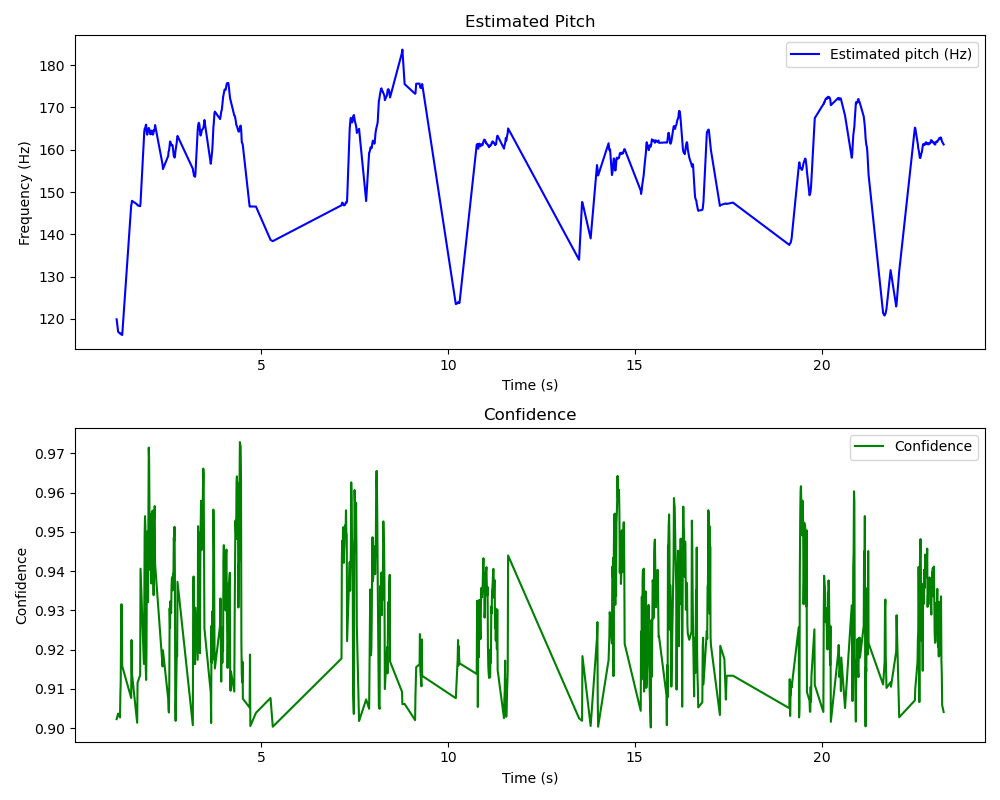 Estimated Pitch
Estimated pitch (Hz)
Frequency (Hz)
180
170
160
150
140
130
120
5
10
15
20
Time (s)
Confidence
Confidence
Confidence
0.97
0.96
0.95
0.94
0.93
0.92
0.91
0.90
5
10
15
20
Time (s)